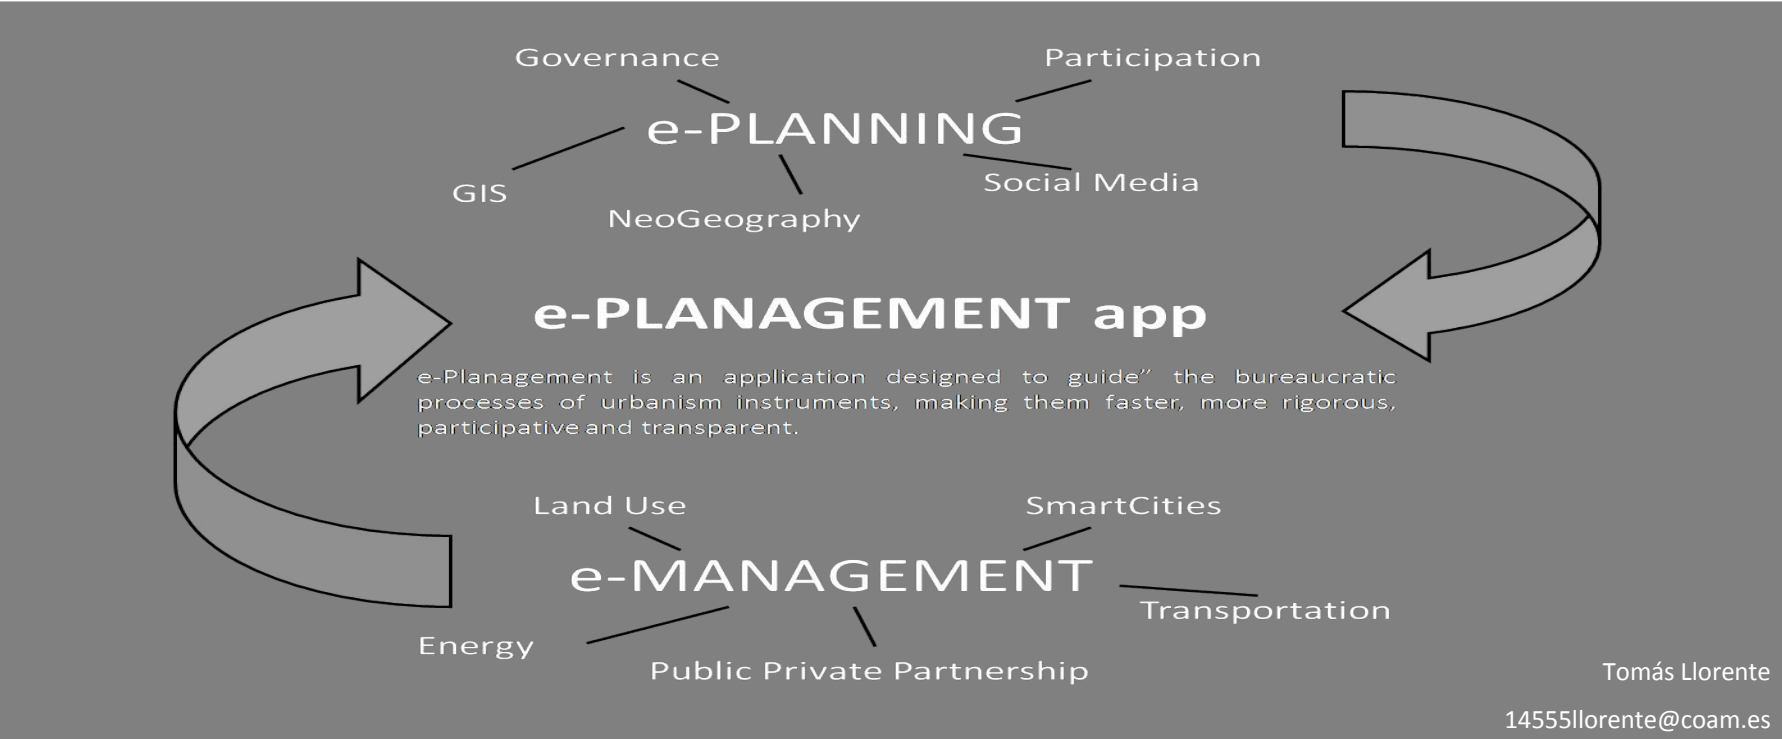 Governance
Participation
e-PLANNING
GIS
Social Media
NeoGeography
e-PLANAGEMENT app
e-Planagement is an application designed to guide” the bureaucratic
processes of urbanism instruments, making them faster, more rigorous,
participative and transparent.
Land Use
SmartCities
e-MANAGEMENT
Transportation
Energy
Public Private Partnership
Tomás Llorente
14555llorente@coam.es